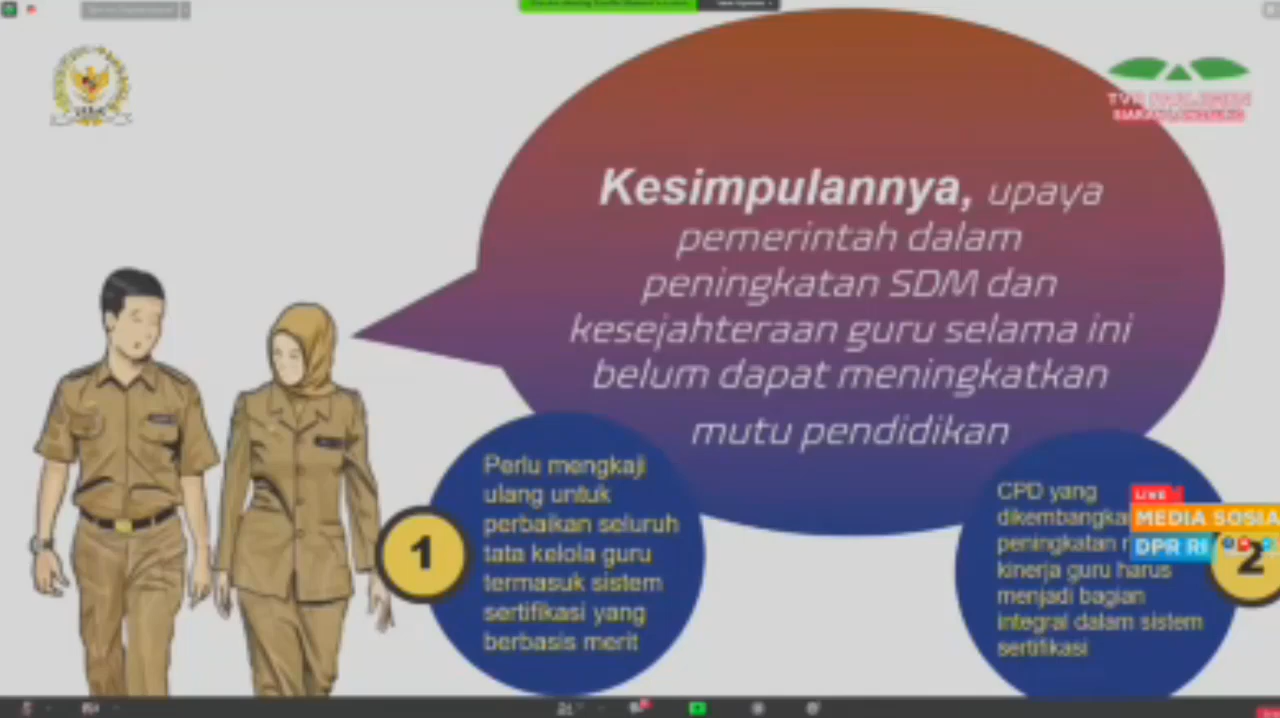 Kesimpulannya, upaya
pemerintah dalam
peningkatan SDM dan
kesejahteraan guru selama ini
belum dapat meningkatkan
mutu pendidikan
1
Perlu mengkaji
ulang untuk
perbaikan seluruh
tata kelola guru
termasuk sistem
sertifikasi yang
berbasis merit
2
CPD yang
dikembangka
peningkatan
kinerja guru harus
menjadi bagian
integral dalam sistem
sertifikasi
LIVE
MEDIA SOSIA
DPR RI